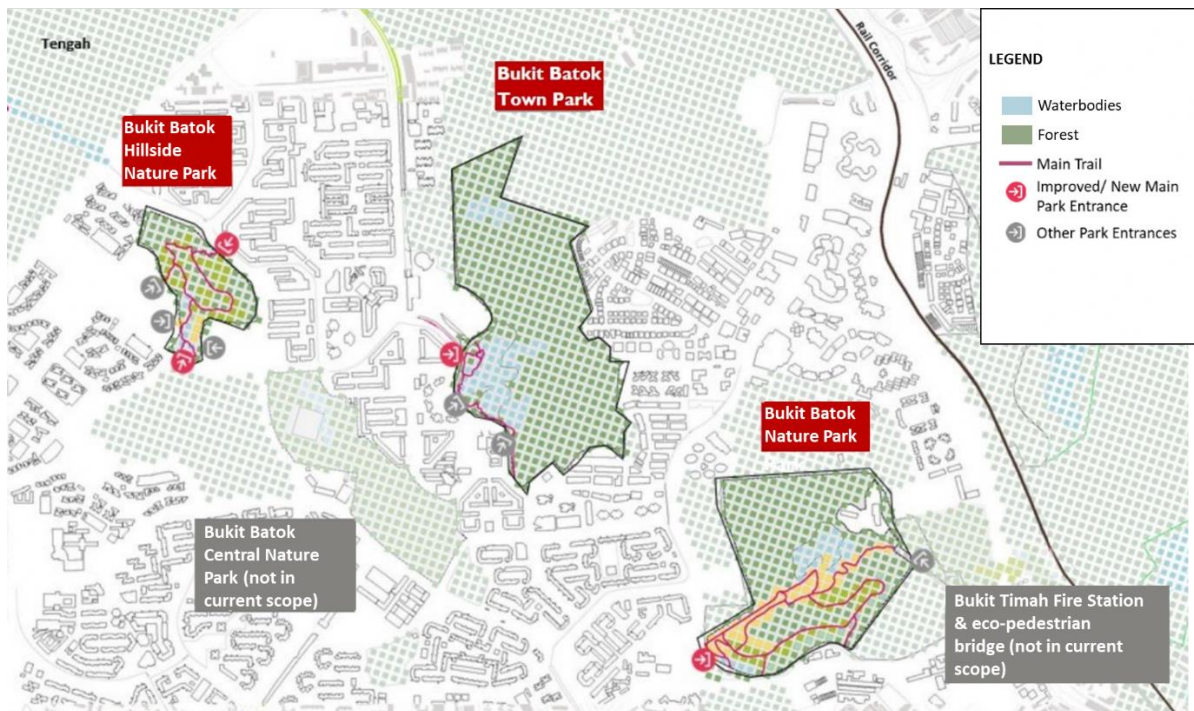 Tengah
Bukit Batok
Town Park
Rail Corridor
LEGEND
Waterbodies
Forest
Main Trail
Improved/ New Main
Park Entrance
Other Park Entrances
Bukit Batok
Hillside
Nature Park
Bukit Batok
Nature Park
Bukit Batok
Central Nature
Park (not in
current scope)
Bukit Timah Fire Station
& eco-pedestrian
bridge (not in current
scope)